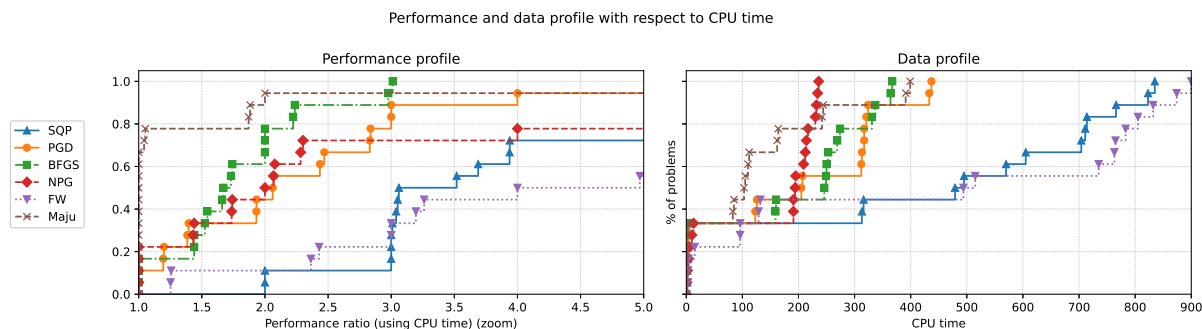 Performance and data profile with respect to CPU time
Performance profile
Data profile
SQP
PGD
BFGS
NPG
FW
Maju
1.0
0.8
0.6
0.4
0.2
0.0
1.0 1.5 2.0 2.5 3.0 3.5 4.0 4.5 5.0
Performance ratio (using CPU time) (zoom)
% of problems
0 100 200 300 400 500 600 700 800 900
CPU time